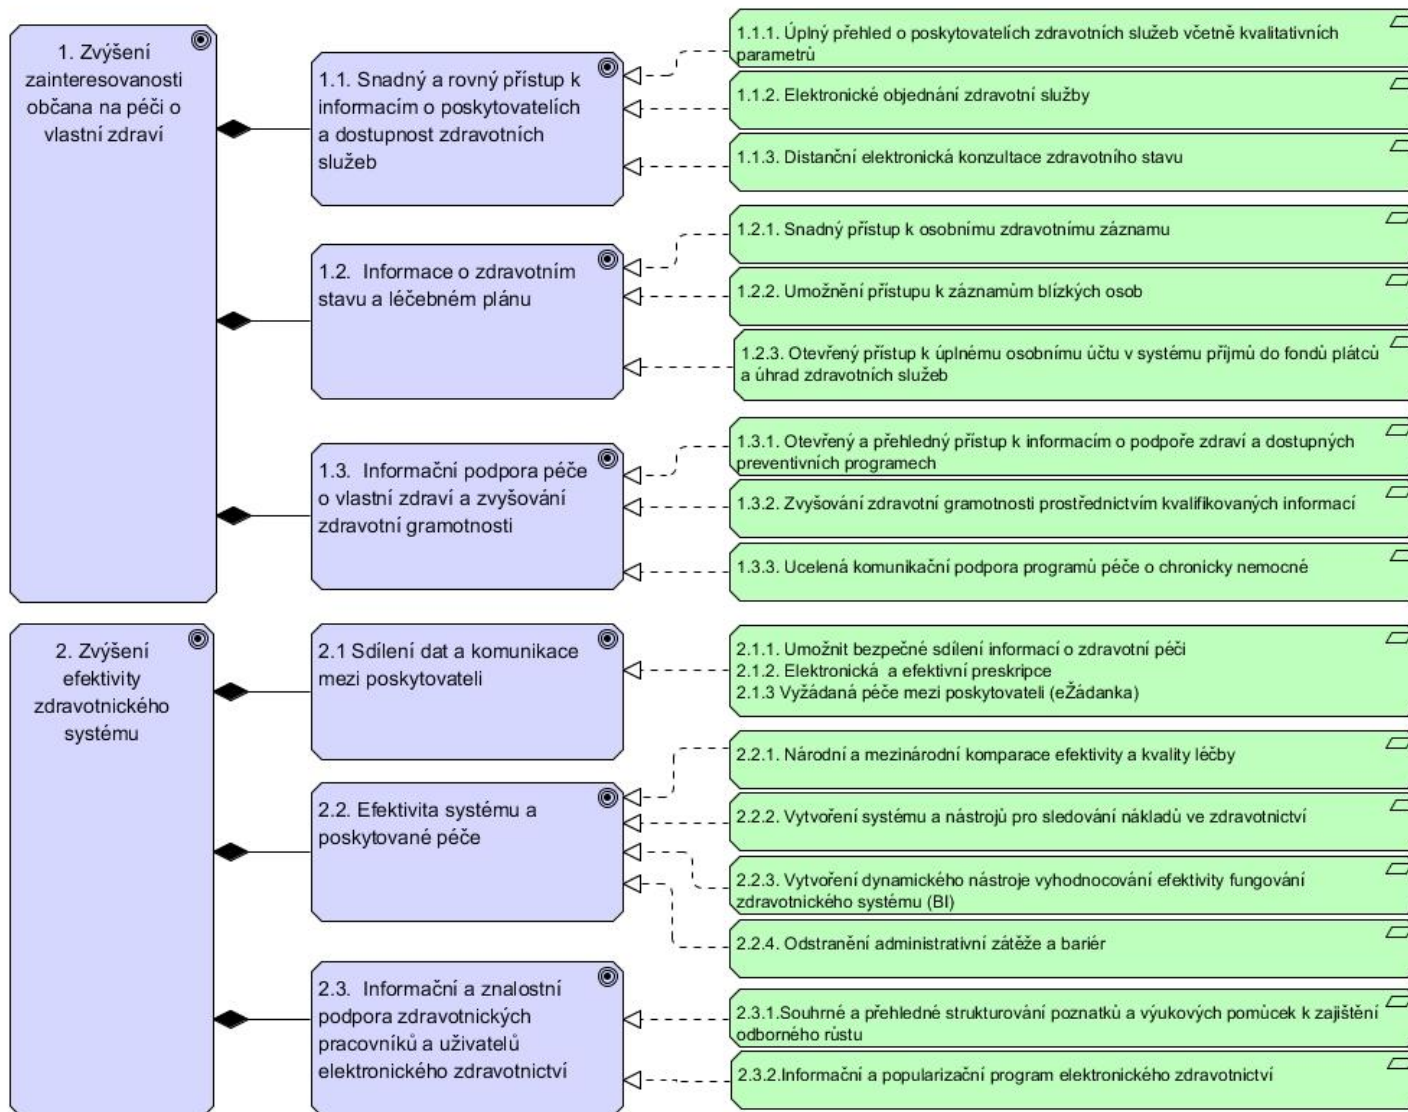 1. Zvýšení
zainteresovanosti
občana na péči o
vlastní zdraví
1.1. Snadný a rovný přístup k
informacím o poskytovatelích
a dostupnost zdravotních
služeb
1.1.1. Úplný přehled o poskytovatelích zdravotních služeb včetně kvalitativních
parametrů
1.1.2. Elektronické objednání zdravotní služby
1.1.3. Distanční elektronická konzultace zdravotního stavu
1.2. Informace o zdravotním
stavu a léčebném plánu
1.2.1. Snadný přístup k osobnímu zdravotnímu záznamu
1.2.2. Umožnění přístupu k záznamům blízkých osob
1.2.3. Otevřený přístup k úplnému osobnímu účtu v systému příjmů do fondů plátců
a úhrad zdravotních služeb
1.3. Informační podpora péče
o vlastní zdraví a zvyšování
zdravotní gramotnosti
1.3.1. Otevřený a přehledný přístup k informacím o podpoře zdraví a dostupných
preventivních programech
1.3.2. Zvyšování zdravotní gramotnosti prostřednictvím kvalifikovaných informací
1.3.3. Ucelená komunikační podpora programů péče o chronicky nemocné
2. Zvýšení
efektivity
zdravotnického
systému
2.1 Sdílení dat a komunikace
mezi poskytovateli
2.1.1. Umožnit bezpečné sdílení informací o zdravotní péči
2.1.2. Elektronická a efektivní preskripce
2.1.3 Vyžádaná péče mezi poskytovateli (eŽádanka)
2.2. Efektivita systému a
poskytované péče
2.2.1. Národní a mezinárodní komparace efektivity a kvality léčby
2.2.2. Vytvoření systému a nástrojů pro sledování nákladů ve zdravotnictví
2.2.3. Vytvoření dynamického nástroje vyhodnocování efektivity fungování
zdravotnického systému (BI)
2.2.4. Odstranění administrativní zátěže a bariér
2.3. Informační a znalostní
podpora zdravotnických
pracovníků a uživatelů
elektronického zdravotnictví
2.3.1.Souhrné a přehledné strukturování poznatků a výukových pomůcek k zajištění
odborného růstu
2.3.2.Informační a popularizační program elektronického zdravotnictví